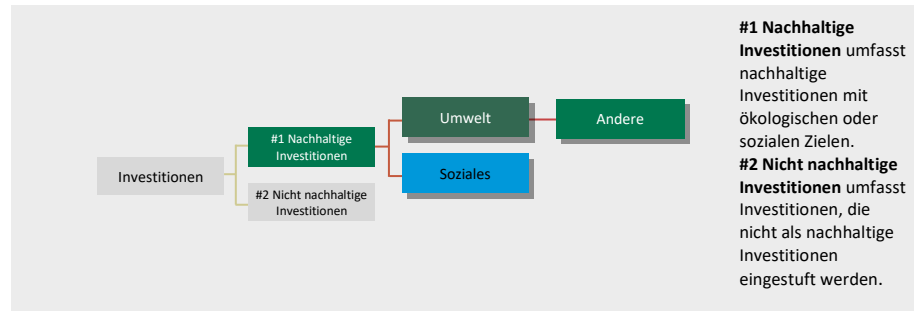 Investitionen
#1 Nachhaltige
Investitionen
#2 Nicht nachhaltige
Investitionen
Umwelt
Soziales
Andere
#1 Nachhaltige
Investitionen umfasst
nachhaltige
Investitionen mit
ökologischen oder
sozialen Zielen.
#2 Nicht nachhaltige
Investitionen umfasst
Investitionen, die
nicht als nachhaltige
Investitionen
eingestuft werden.